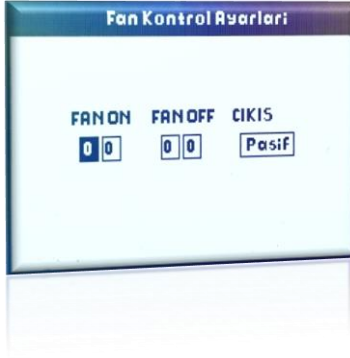 Fan Kontrol Ayarlari
FAN ON FAN OFF CIKIS
0 0 0 0 Pasif